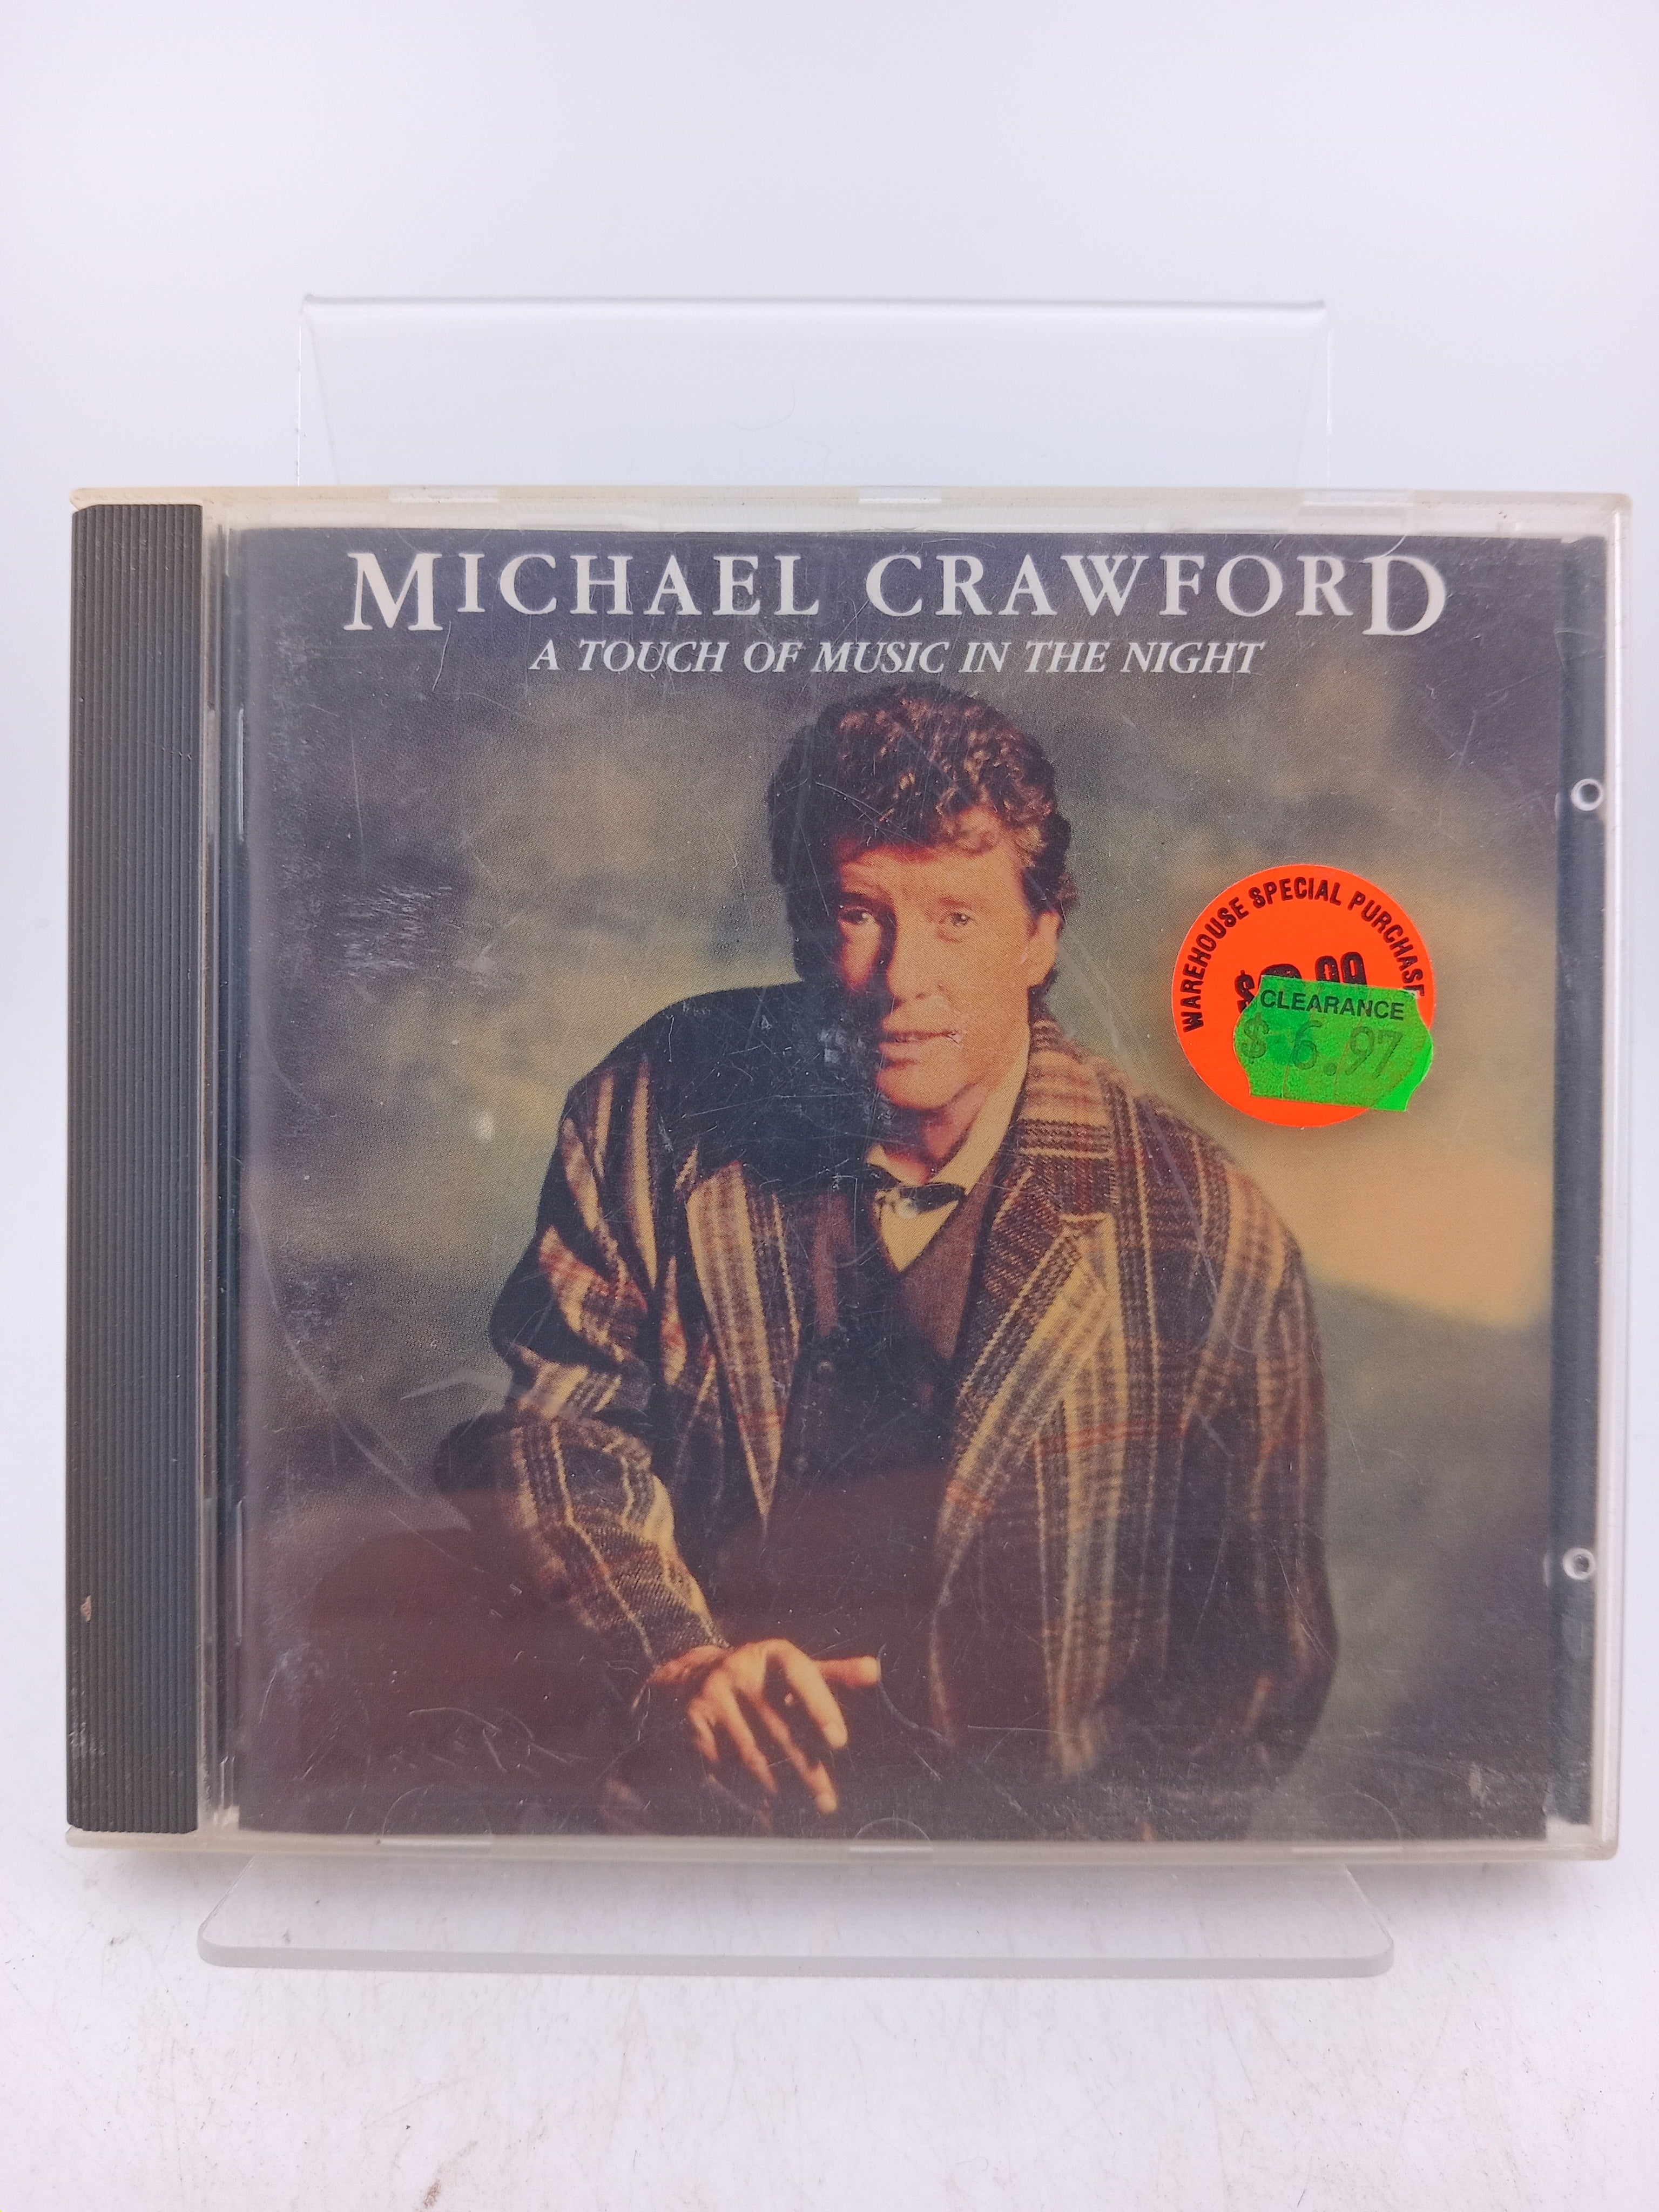 MICHAEL CRAWFORD
A TOUCH OF MUSIC IN THE NIGHT
WAREHOUSE SPECIAL PURCHASE
CLEARANCE
$ 6.97